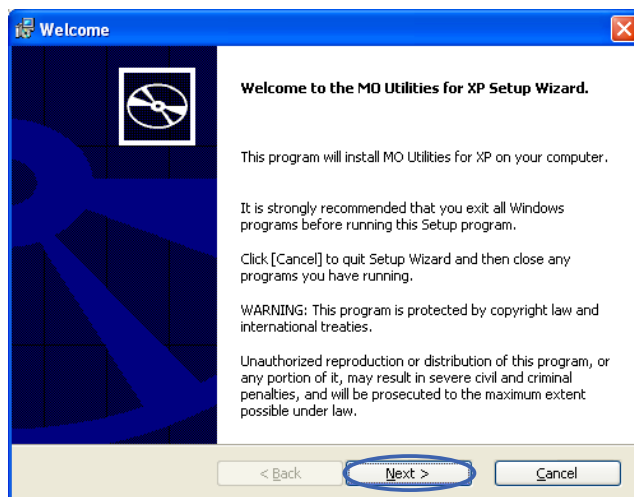 Welcome
Welcome to the MO Utilities for XP Setup Wizard.
This program will install MO Utilities for XP on your computer.
It is strongly recommended that you exit all Windows
programs before running this Setup program.
Click [Cancel] to quit Setup Wizard and then close any
programs you have running.
WARNING: This program is protected by copyright law and
international treaties.
Unauthorized reproduction or distribution of this program, or
any portion of it, may result in severe civil and criminal
penalties, and will be prosecuted to the maximum extent
possible under law.
< Back Next > Cancel